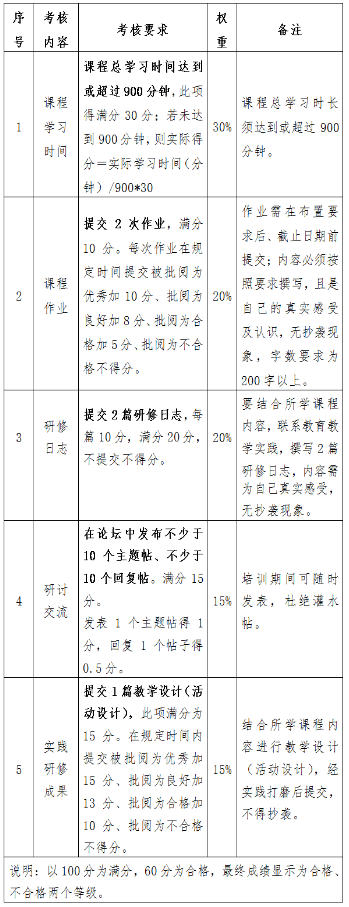 序号
考核内容
考核要求
权重
备注
1
课程
学习
时间
课程总学习时间达到
或超过900分钟，此项
得满分 30 分；若未达
到900分钟，则实际得
分＝实际学习时间(分
钟）/900*30
30%
课程总学习时长
须达到或超过 900
分钟。
2
课程
作业
提交 2 次作业，满分
10 分。每次作业在规
定时间提交被批阅为
优秀加 10 分、批阅为
良好加8分、批阅为合
格加 5 分、批阅为不合
格不得分。
20%
作业需在布置要
求后、截止日期前
提交；内容必须按
照要求撰写，且是
自己的真实感受
及认识，无抄袭现
象，字数要求为
200字以上。
3
研修
日志
提交2篇研修日志，每
篇10分，满分20分，
不提交不得分。
20%
要结合所学课程
内容，联系教育教
学实践，撰写2篇
研修日志，内容需
为自己真实感受，
无抄袭现象。
4
研讨
交流
在论坛中发布不少于
10 个主题帖、不少于
10个回复帖。满分 15
分。
发表 1 个主题帖得 1
分，回复 1 个帖子得
0.5分。
15%
培训期间可随时
发表，杜绝灌水
帖。
5
实践
研修
成果
提交1篇教学设计(活
动设计)，此项满分为
15 分。在规定时间内
提交被批阅为优秀加
15 分、批阅为良好加
13 分、批阅为合格加
10 分、批阅为不合格
不得分。
15%
结合所学课程内
容进行教学设计
（活动设计），经
实践打磨后提交，
不得抄袭。
说明：以100分为满分，60分为合格，最终成绩显示为合格、
不合格两个等级。